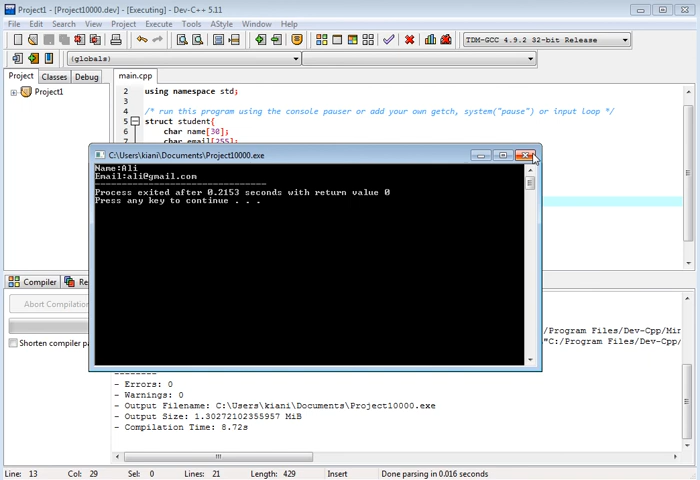 Project1 - [Project10000.dev] - [Executing] - Dev-C++ 5.11
File Edit Search View Project Execute Tools AStyle Window Help
TDM-GCC 4.9.2 32-bit Release
(globals)
Project Classes Debug
main.cpp
Project1
2 using namespace std;
3
4 /* run this program using the console pauser or add your own getch, system("pause") or input loop */
5 struct student{
6 char name[30];
7 char email[255];
C:\Users\kiani\Documents\Project10000.exe
Name:Ali
Email:ali@gmail.com
--------------------------------
Process exited after 0.2153 seconds with return value 0
Press any key to continue . . .
Compiler
Abort Compilation
Shorten compiler
/Program Files/Dev-Cpp/Min
"C:/Program Files/Dev-Cpp/
--------
- Errors: 0
- Warnings: 0
- Output Filename: C:\Users\kiani\Documents\Project10000.exe
- Output Size: 1.30272102355957 MiB
- Compilation Time: 8.72s
Line: 13 Col: 29 Sel: 0 Lines: 21 Length: 429 Insert Done parsing in 0.016 seconds